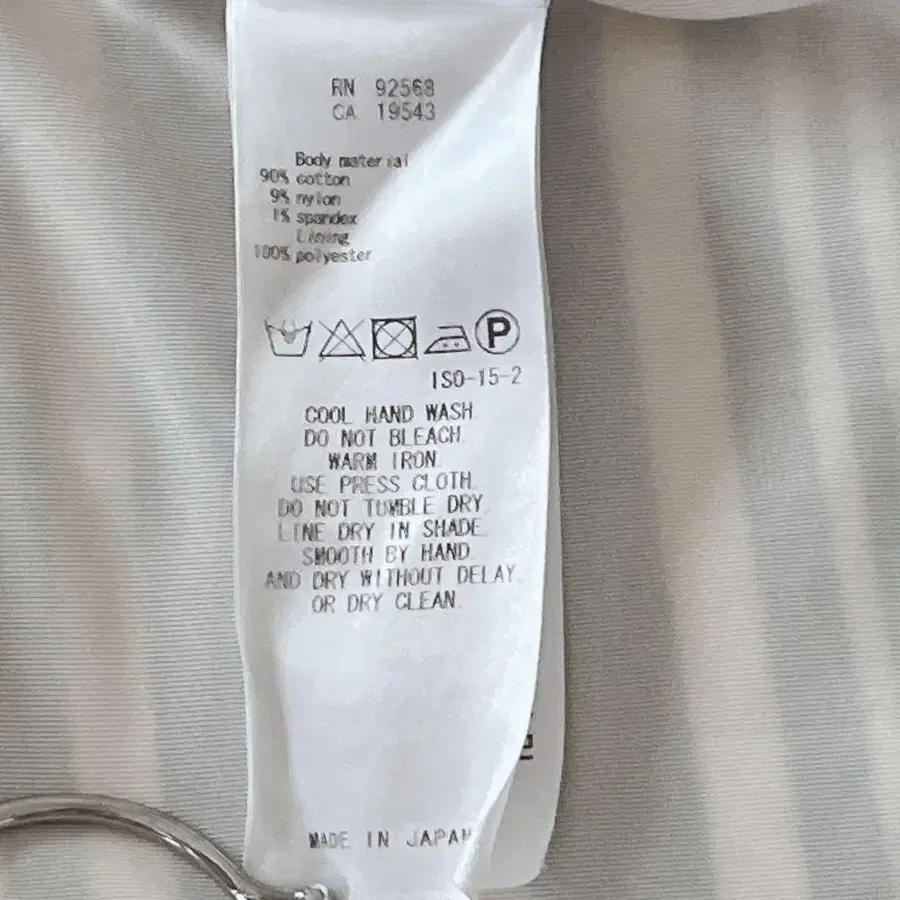 RN 92568
CA 19543
Body material
90% cotton
9% nylon
1% spandex
Lining
100% polyester
P
ISO-15-2
COOL HAND WASH.
DO NOT BLEACH.
WARM IRON.
USE PRESS CLOTH.
DO NOT TUMBLE DRY.
LINE DRY IN SHADE.
SMOOTH BY HAND.
AND DRY WITHOUT DELAY.
OR DRY CLEAN.
MADE IN JAPAN